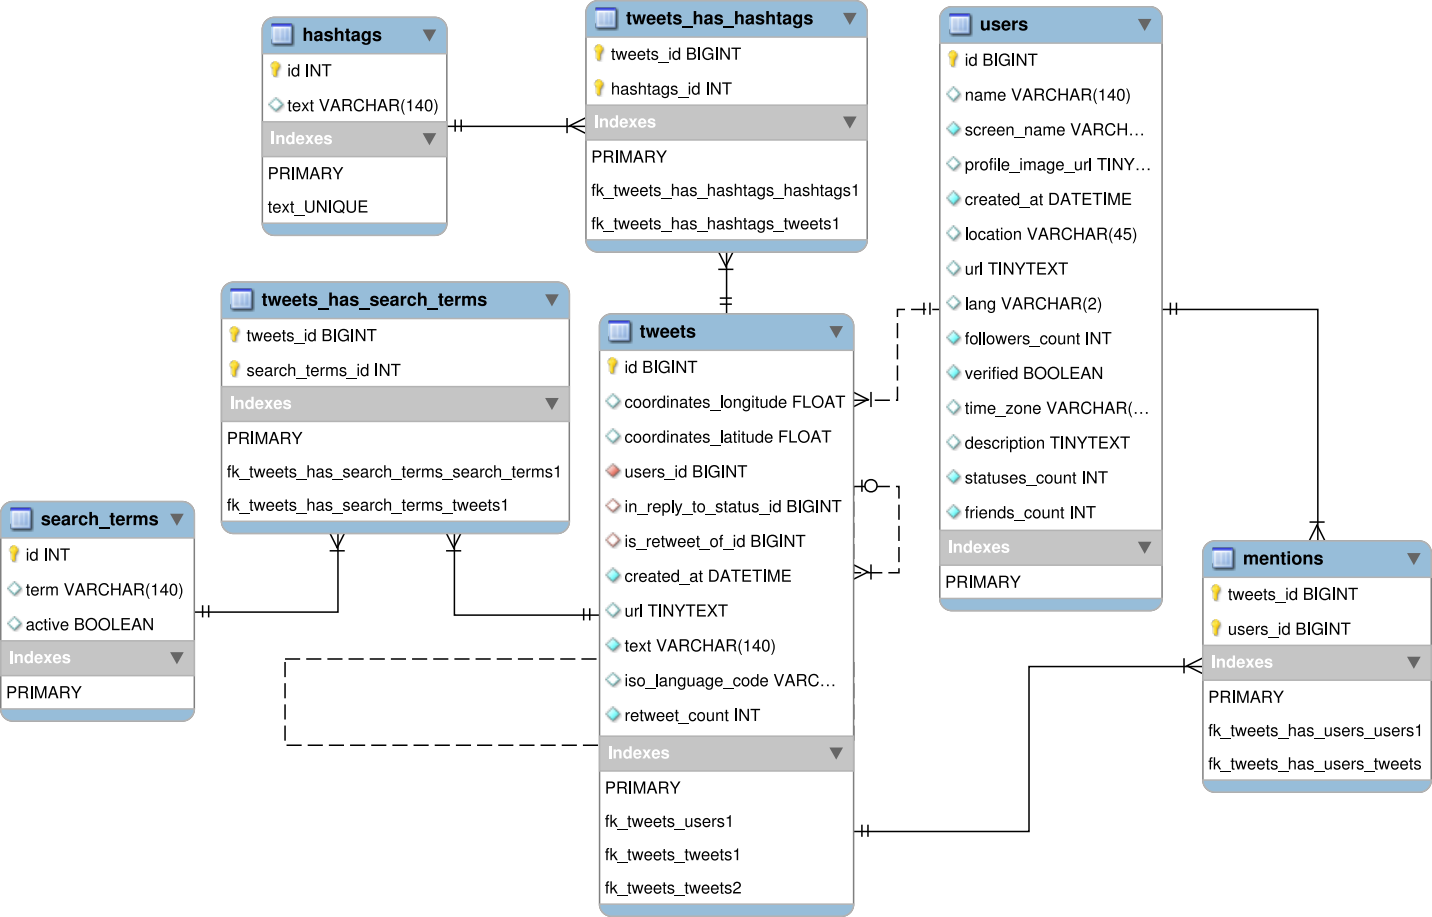 hashtags
id INT
text VARCHAR(140)
Indexes
PRIMARY
text_UNIQUE
tweets_has_hashtags
tweets_id BIGINT
hashtags_id INT
Indexes
PRIMARY
fk_tweets_has_hashtags_hashtags1
fk_tweets_has_hashtags_tweets1
users
id BIGINT
name VARCHAR(140)
screen_name VARCH...
profile_image_url TINY...
created_at DATETIME
location VARCHAR(45)
url TINYTEXT
lang VARCHAR(2)
followers_count INT
verified BOOLEAN
time_zone VARCHAR(...
description TINYTEXT
statuses_count INT
friends_count INT
Indexes
PRIMARY
tweets_has_search_terms
tweets_id BIGINT
search_terms_id INT
Indexes
PRIMARY
fk_tweets_has_search_terms_search_terms1
fk_tweets_has_search_terms_tweets1
tweets
id BIGINT
coordinates_longitude FLOAT
coordinates_latitude FLOAT
users_id BIGINT
in_reply_to_status_id BIGINT
is_retweet_of_id BIGINT
created_at DATETIME
url TINYTEXT
text VARCHAR(140)
iso_language_code VARC...
retweet_count INT
Indexes
PRIMARY
fk_tweets_users1
fk_tweets_tweets1
fk_tweets_tweets2
search_terms
id INT
term VARCHAR(140)
active BOOLEAN
Indexes
PRIMARY
mentions
tweets_id BIGINT
users_id BIGINT
Indexes
PRIMARY
fk_tweets_has_users_users1
fk_tweets_has_users_tweets